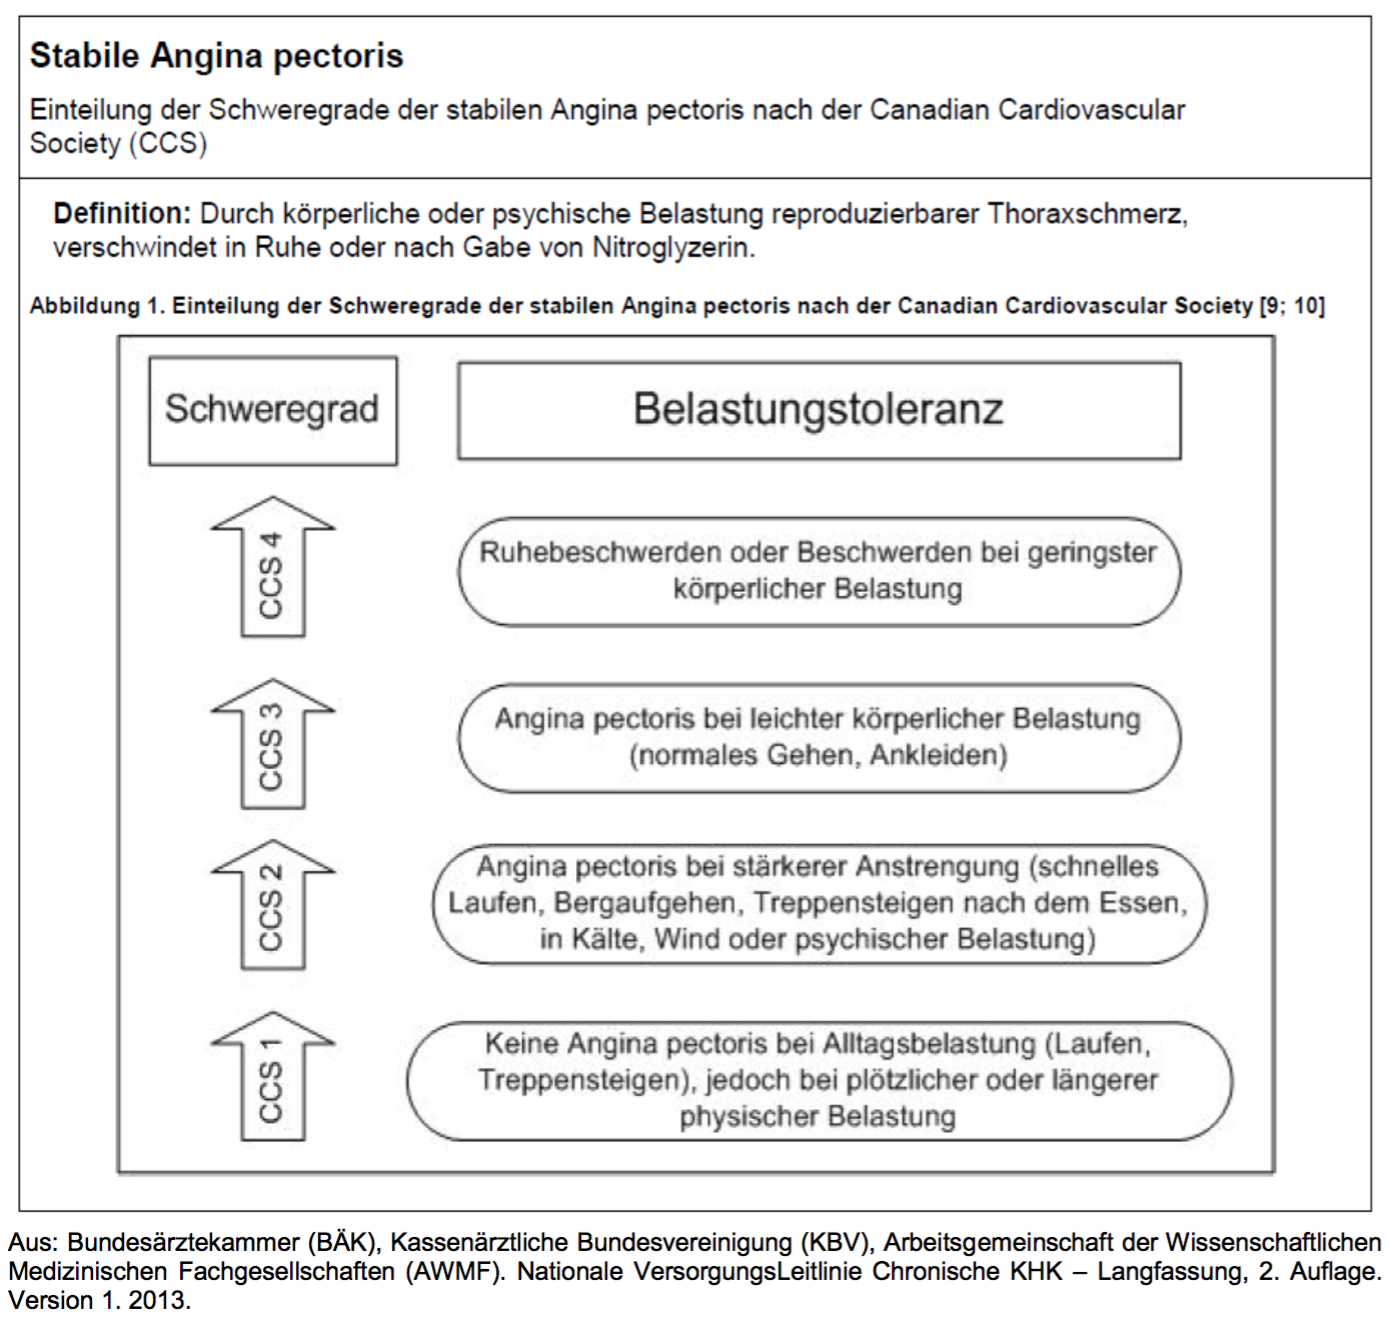 Stabile Angina pectoris
Einteilung der Schweregrade der stabilen Angina pectoris nach der Canadian Cardiovascular
Society (CCS)
Definition: Durch körperliche oder psychische Belastung reproduzierbarer Thoraxschmerz,
verschwindet in Ruhe oder nach Gabe von Nitroglyzerin.
Abbildung 1. Einteilung der Schweregrade der stabilen Angina pectoris nach der Canadian Cardiovascular Society [9; 10]
Schweregrad
Belastungstoleranz
CCS 4
Ruhebeschwerden oder Beschwerden bei geringster
körperlicher Belastung
CCS 3
Angina pectoris bei leichter körperlicher Belastung
(normales Gehen, Ankleiden)
CCS 2
Angina pectoris bei stärkerer Anstrengung (schnelles
Laufen, Bergaufgehen, Treppensteigen nach dem Essen,
in Kälte, Wind oder psychischer Belastung)
CCS 1
Keine Angina pectoris bei Alltagsbelastung (Laufen,
Treppensteigen), jedoch bei plötzlicher oder längerer
physischer Belastung
Aus: Bundesärztekammer (BÄK), Kassenärztliche Bundesvereinigung (KBV), Arbeitsgemeinschaft der Wissenschaftlichen
Medizinischen Fachgesellschaften (AWMF). Nationale VersorgungsLeitlinie Chronische KHK – Langfassung, 2. Auflage.
Version 1. 2013.